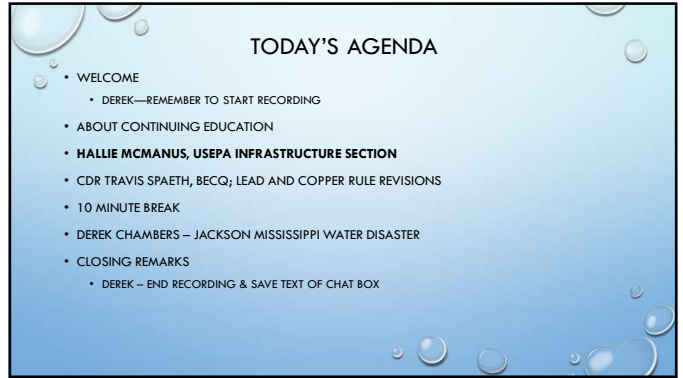 TODAY'S AGENDA
• WELCOME
• DEREK—REMEMBER TO START RECORDING
• ABOUT CONTINUING EDUCATION
• HALLIE MCMANUS, USEPA INFRASTRUCTURE SECTION
• CDR TRAVIS SPAETH, BECQ; LEAD AND COPPER RULE REVISIONS
• 10 MINUTE BREAK
• DEREK CHAMBERS – JACKSON MISSISSIPPI WATER DISASTER
• CLOSING REMARKS
• DEREK – END RECORDING & SAVE TEXT OF CHAT BOX